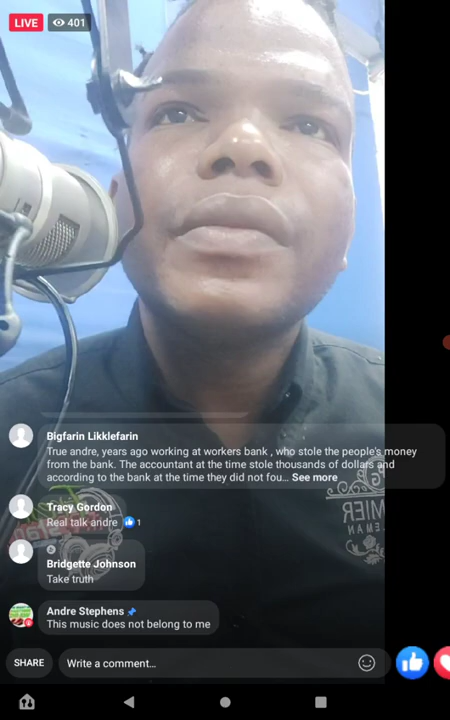 LIVE
401
Bigfarin Likklefarin
True andre, years ago working at workers bank , who stole the people's money
from the bank. The accountant at the time stole thousands of dollars and
according to the bank at the time they did not fou... See more
Tracy Gordon
Real talk andre 1
Bridgette Johnson
Take truth
Andre Stephens
This music does not belong to me
SHARE
Write a comment...